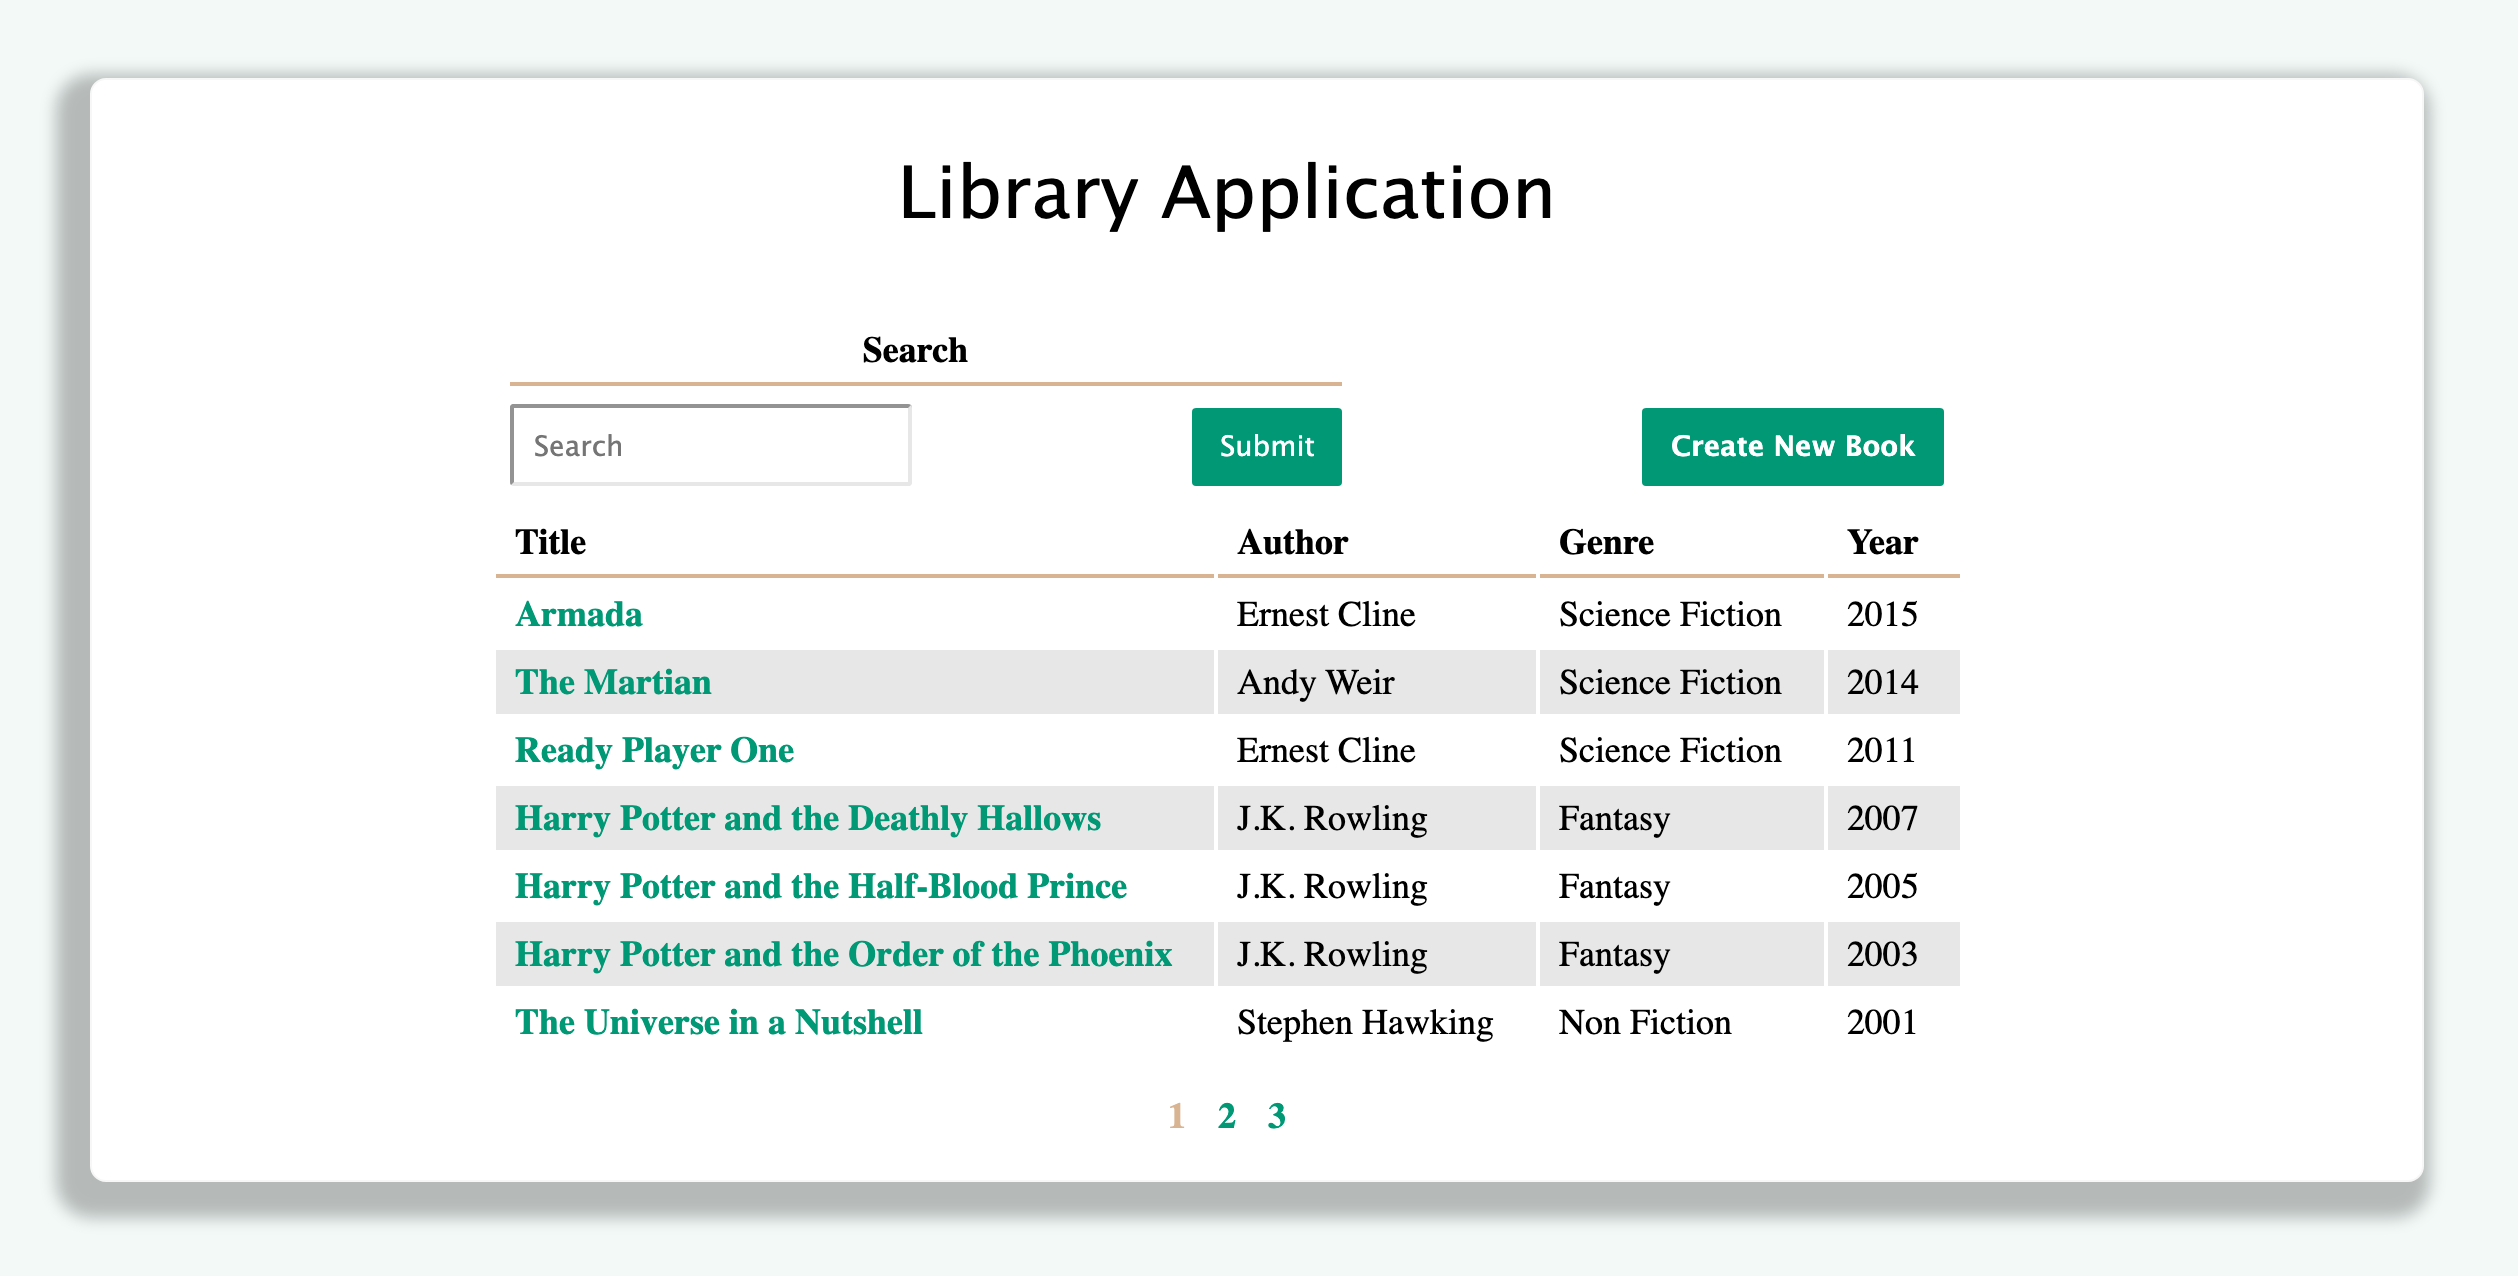 Library Application
Search
Search Submit Create New Book
Title Author Genre Year
Armada Ernest Cline Science Fiction 2015
The Martian Andy Weir Science Fiction 2014
Ready Player One Ernest Cline Science Fiction 2011
Harry Potter and the Deathly Hallows J.K. Rowling Fantasy 2007
Harry Potter and the Half-Blood Prince J.K. Rowling Fantasy 2005
Harry Potter and the Order of the Phoenix J.K. Rowling Fantasy 2003
The Universe in a Nutshell Stephen Hawking Non Fiction 2001
1 2 3